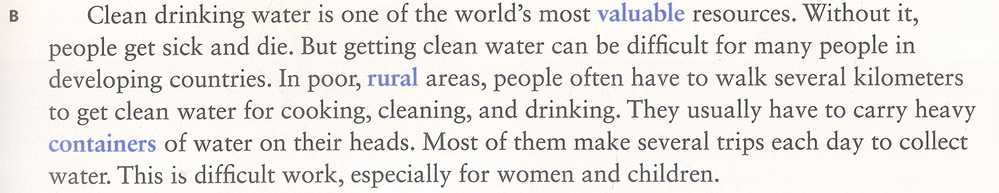 B Clean drinking water is one of the world's most valuable resources. Without it,
people get sick and die. But getting clean water can be difficult for many people in
developing countries. In poor, rural areas, people often have to walk several kilometers
to get clean water for cooking, cleaning, and drinking. They usually have to carry heavy
containers of water on their heads. Most of them make several trips each day to collect
water. This is difficult work, especially for women and children.